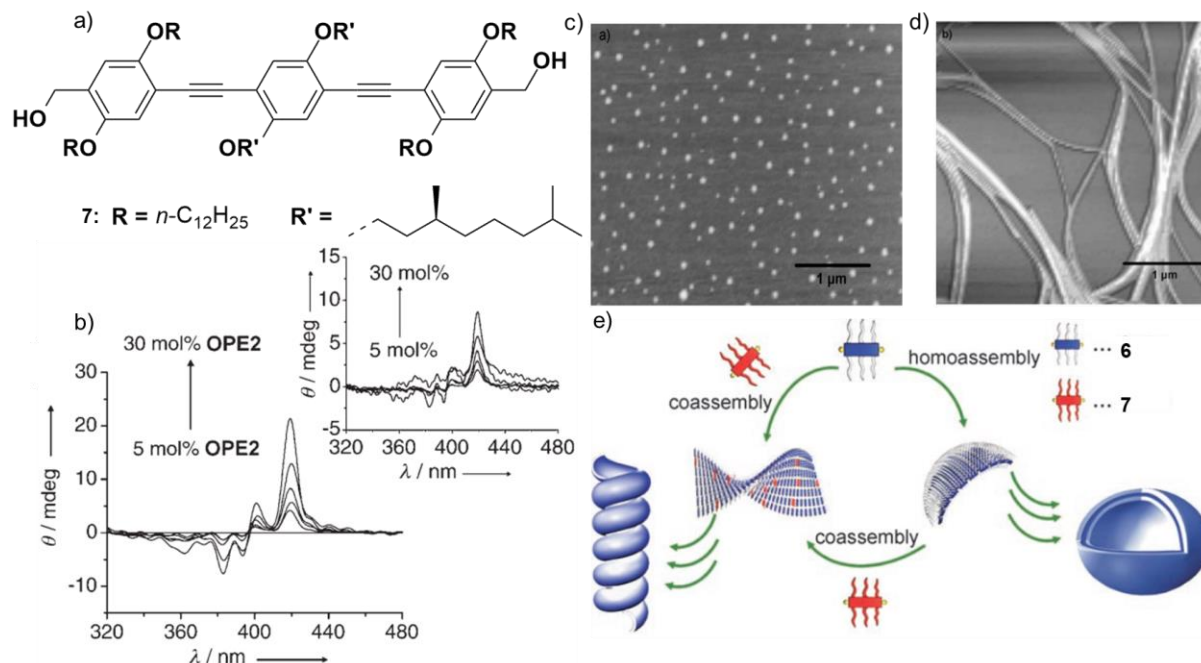 a)
OR
OR'
OR
OH
HO
RO
OR'
RO
7: R = n-C12H25 R' =
b)
30 mol% OPE2
5 mol% OPE2
30
20
10
0
-10
θ / mdeg
320 360 400 440 480
λ / nm
15
10
5
0
-5
θ / mdeg
30 mol%
5 mol%
320 360 400 440 480
λ / nm
c)
a)
1 µm
d)
b)
1 µm
e)
coassembly
homoassembly
coassembly
... 6
... 7